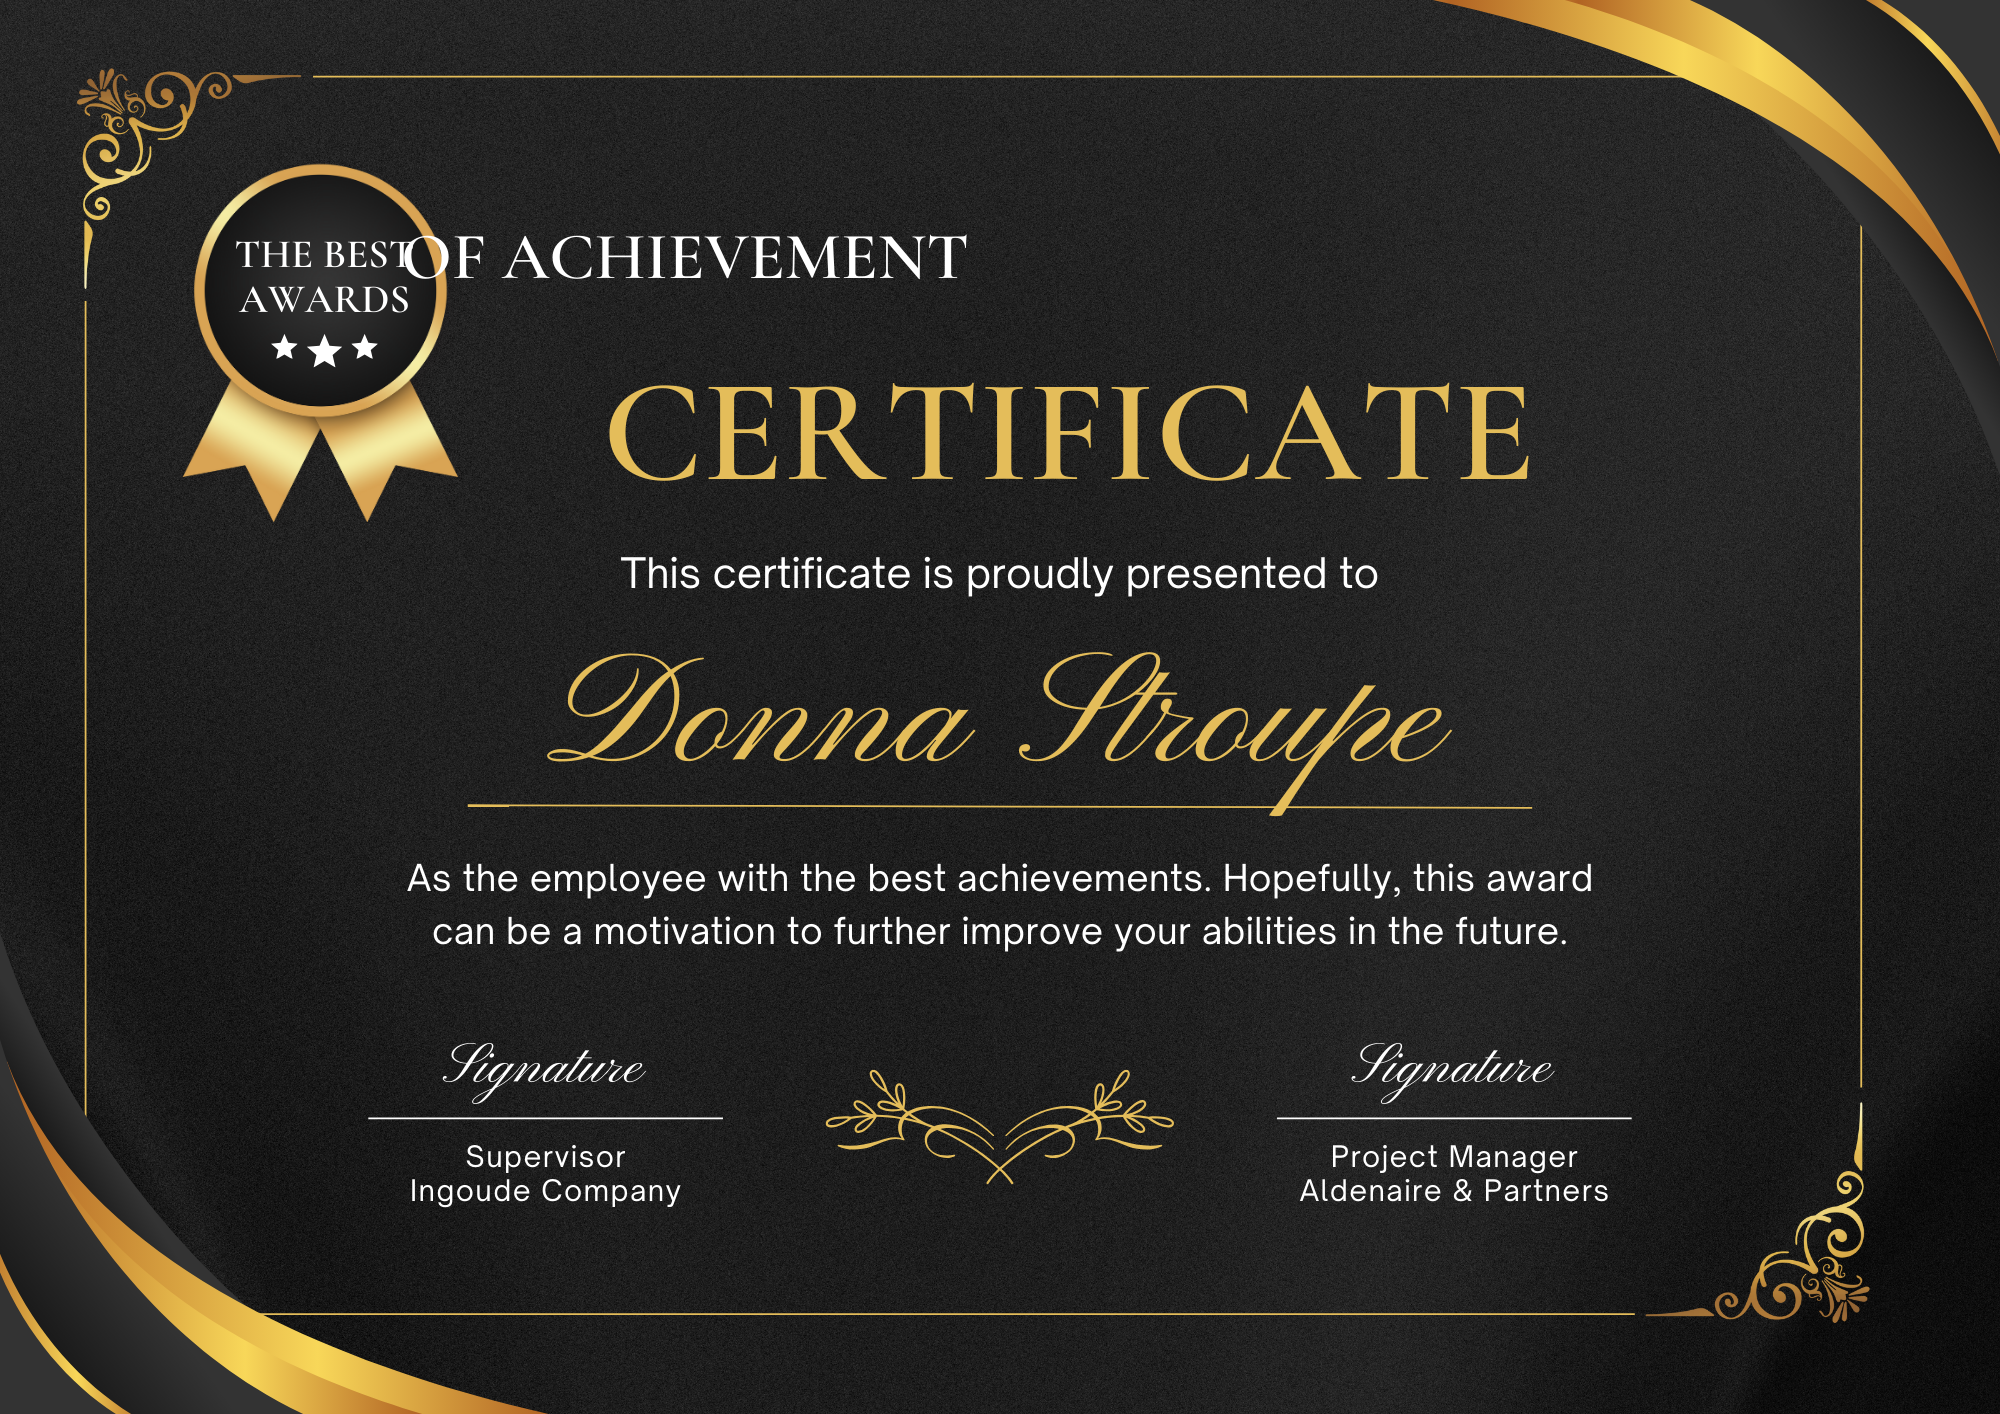 THE BEST
AWARDS
OF ACHIEVEMENT
CERTIFICATE
This certificate is proudly presented to
Donna Stroupe
As the employee with the best achievements. Hopefully, this award
can be a motivation to further improve your abilities in the future.
Signature
Supervisor
Ingoude Company
Signature
Project Manager
Aldenaire & Partners